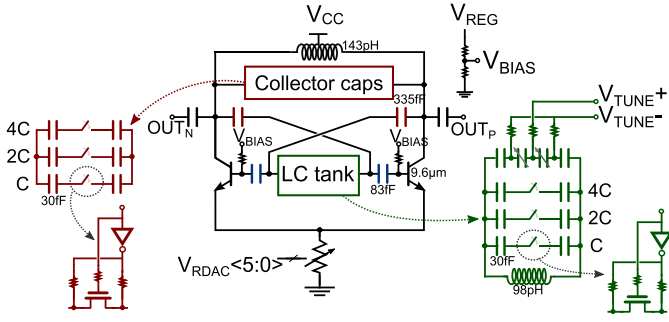 V_CC
V_REG
143pH
V_BIAS
Collector caps
V_TUNE+
V_TUNE-
335fF
4C
OUT_N
OUT_P
V_BIAS
V_BIAS
2C
LC tank
9.6µm
4C
C
83fF
2C
30fF
C
30fF
V_RDAC<5:0>
98pH